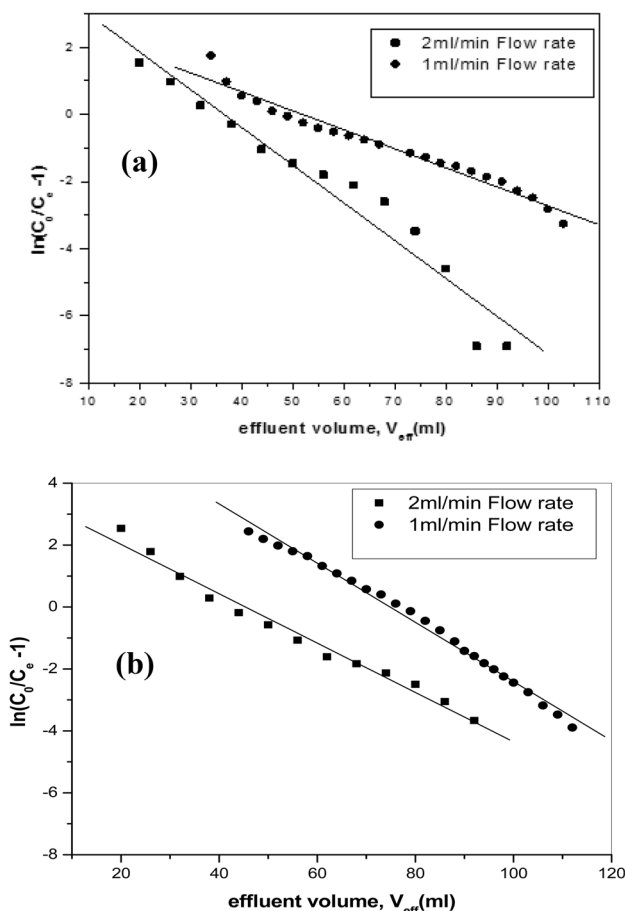 2
0
-2
-4
-6
-8
ln(C0/Ce -1)
(a)
2ml/min Flow rate
1ml/min Flow rate
10 20 30 40 50 60 70 80 90 100 110
effluent volume, Veff(ml)
4
2
0
-2
-4
-6
-8
ln(C0/Ce -1)
(b)
2ml/min Flow rate
1ml/min Flow rate
20 40 60 80 100 120
effluent volume, Veff(ml)